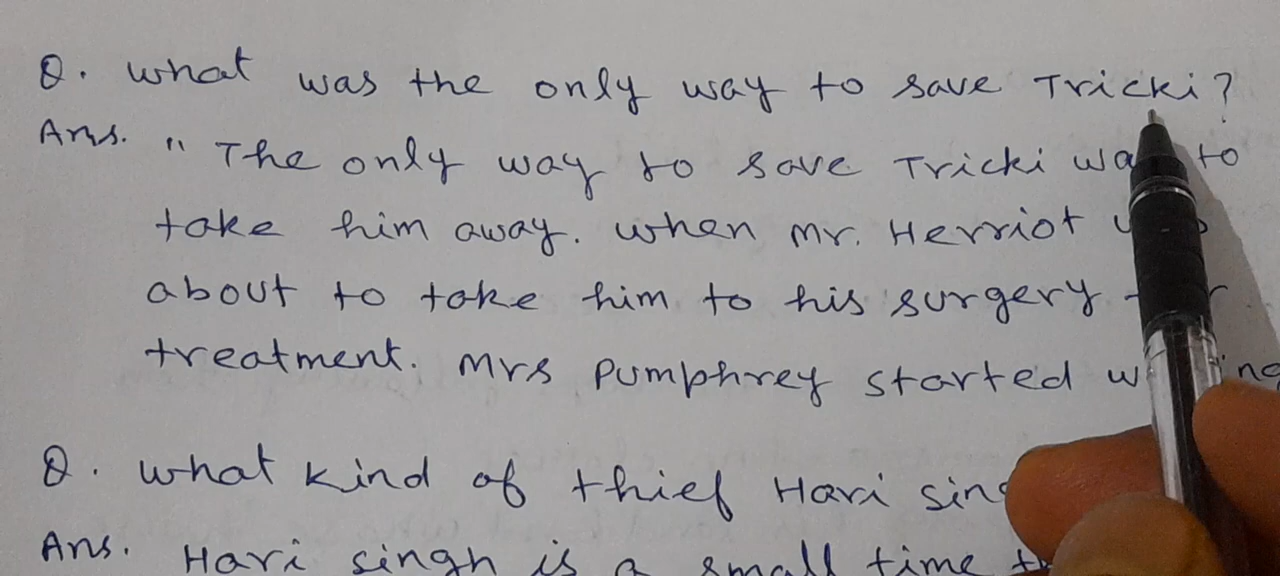 Q. what was the only way to save Tricki?
Ans. " The only way to save Tricki to
take him away. when Mr. Herriot
about to take him to his surgery
treatment. Mrs Pumphrey started
Q. what kind of thief Hari
Ans. Hari singh is a small time